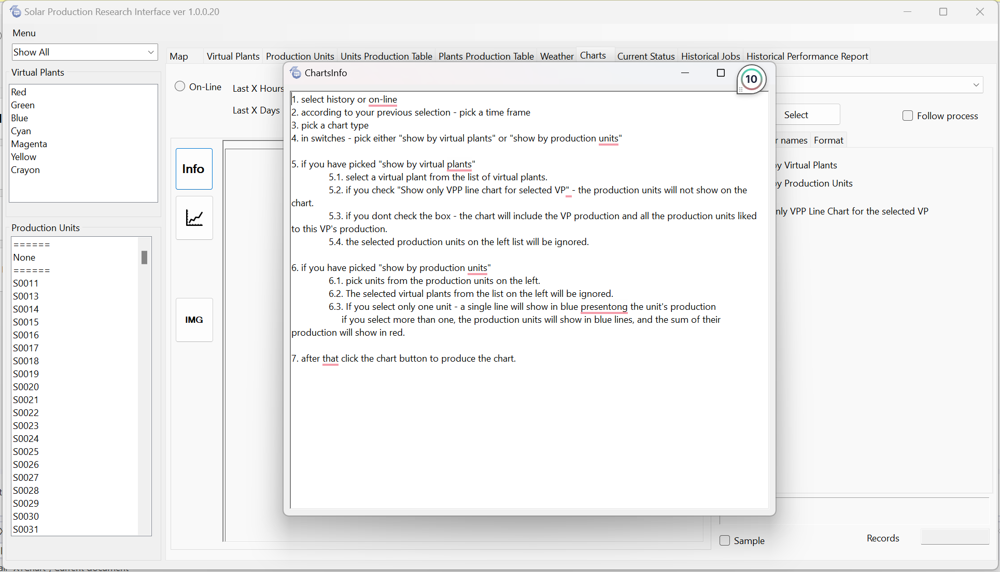 Solar Production Research Interface ver 1.0.0.20
Menu
Show All
Map
Virtual Plants
Production Units
Units Production Table
Plants Production Table
Weather
Charts
Current Status
Historical Jobs
Historical Performance Report
Virtual Plants
Red
Green
Blue
Cyan
Magenta
Yellow
Crayon
Production Units
======
None
======
S0011
S0013
S0014
S0015
S0016
S0017
S0018
S0019
S0020
S0021
S0022
S0023
S0024
S0025
S0026
S0027
S0028
S0029
S0030
S0031
On-Line
Last X Hours
Last X Days
Info
IMG
ChartsInfo
10
1. select history or on-line
2. according to your previous selection - pick a time frame
3. pick a chart type
4. in switches - pick either "show by virtual plants" or "show by production units"
5. if you have picked "show by virtual plants"
5.1. select a virtual plant from the list of virtual plants.
5.2. if you check "Show only VPP line chart for selected VP" - the production units will not show on the
chart.
5.3. if you dont check the box - the chart will include the VP production and all the production units liked
to this VP's production.
5.4. the selected production units on the left list will be ignored.
6. if you have picked "show by production units"
6.1. pick units from the production units on the left.
6.2. The selected virtual plants from the list on the left will be ignored.
6.3. If you select only one unit - a single line will show in blue presentong the unit's production
if you select more than one, the production units will show in blue lines, and the sum of their
production will show in red.
7. after that click the chart button to produce the chart.
Select
Follow process
r names
Format
y Virtual Plants
y Production Units
nly VPP Line Chart for the selected VP
Sample
Records